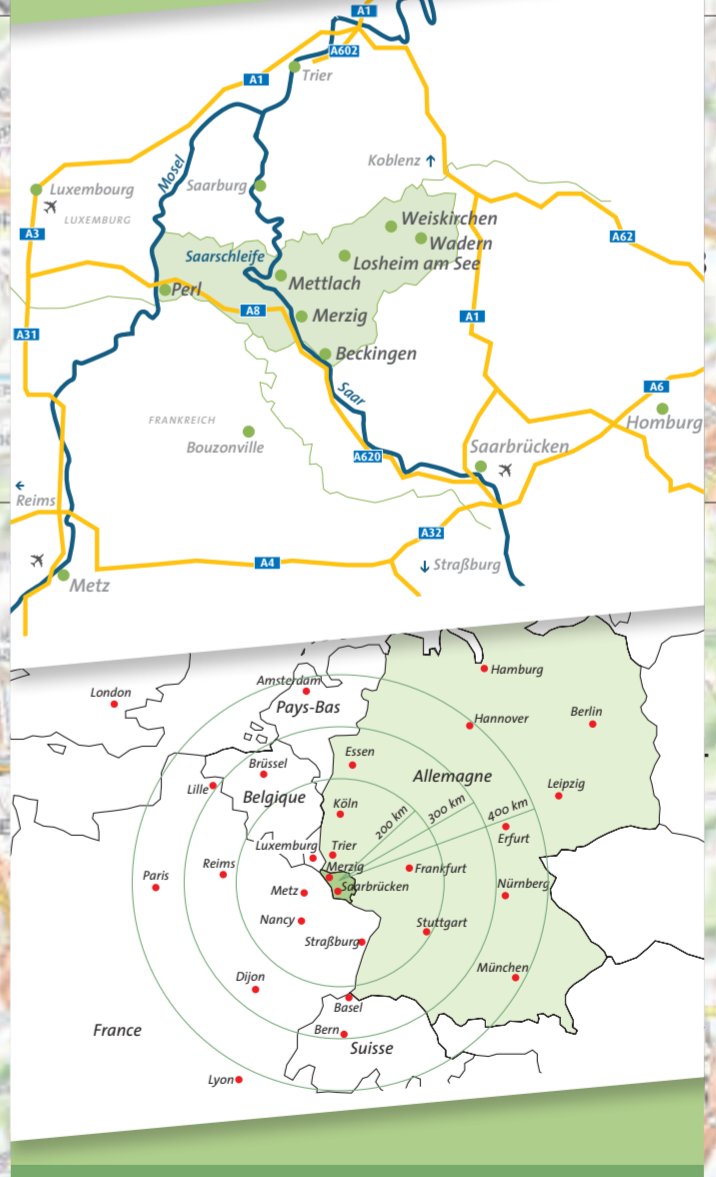 A1
A602
Trier
A1
Koblenz ↑
Mosel
Saarburg
Luxembourg
LUXEMBURG
Weiskirchen
Wadern
A3
A62
Saarschleife
Losheim am See
Mettlach
Perl
A8
Merzig
A1
A31
Beckingen
A6
Saar
Homburg
FRANKREICH
Bouzonville
Saarbrücken
A620
←
Reims
A32
A4
↓ Straßburg
Metz
Hamburg
Amsterdam
London
Pays-Bas
Hannover
Berlin
Essen
Brüssel
Allemagne
Lille
Belgique
Leipzig
Köln
200 km
300 km
400 km
Erfurt
Luxemburg
Trier
Merzig
Reims
Frankfurt
Paris
Saarbrücken
Nürnberg
Metz
Nancy
Stuttgart
Straßburg
München
Dijon
Basel
France
Bern
Suisse
Lyon